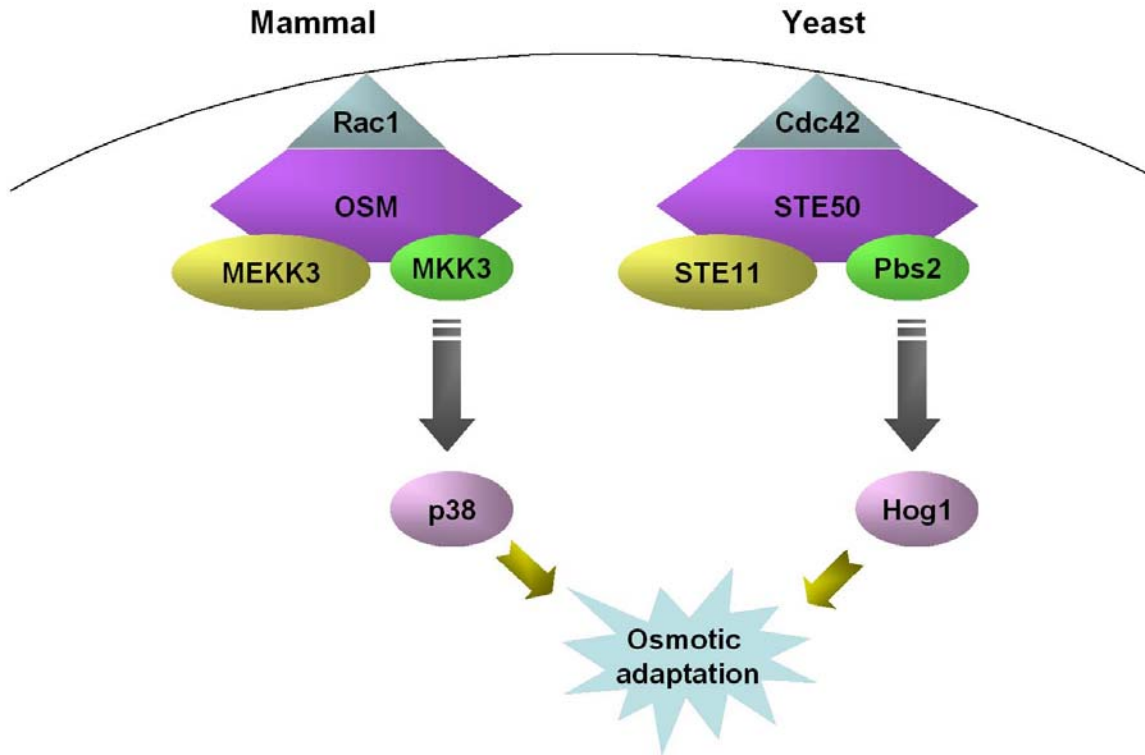 Mammal
Yeast
Rac1
Cdc42
OSM
STE50
MEKK3
MKK3
STE11
Pbs2
p38
Hog1
Osmotic
adaptation